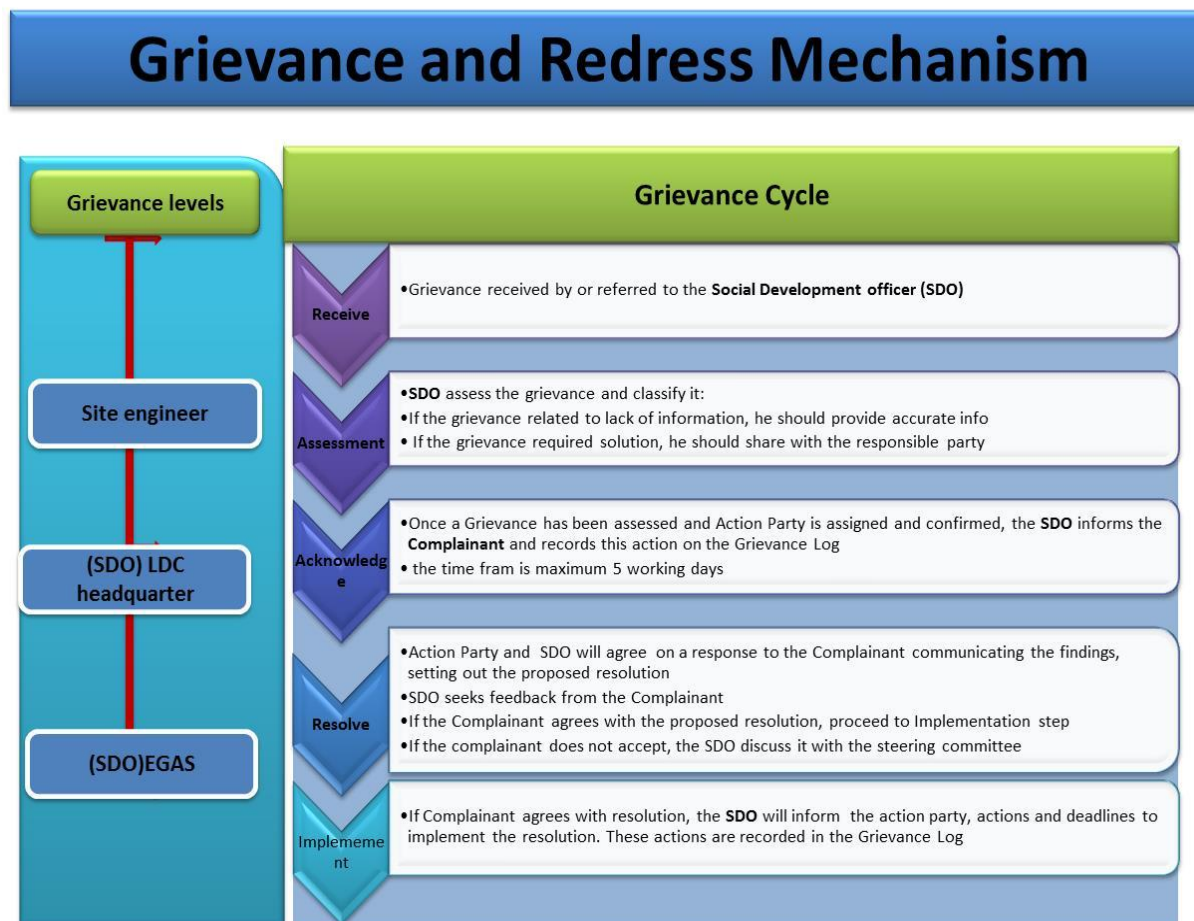 Grievance and Redress Mechanism
Grievance levels
Site engineer
(SDO) LDC
headquarter
(SDO)EGAS
Grievance Cycle
Receive
•Grievance received by or referred to the Social Development officer (SDO)
Assessment
•SDO assess the grievance and classify it:
•If the grievance related to lack of information, he should provide accurate info
• If the grievance required solution, he should share with the responsible party
Acknowledg
e
•Once a Grievance has been assessed and Action Party is assigned and confirmed, the SDO informs the
Complainant and records this action on the Grievance Log
• the time fram is maximum 5 working days
Resolve
•Action Party and SDO will agree on a response to the Complainant communicating the findings,
setting out the proposed resolution
•SDO seeks feedback from the Complainant
•If the Complainant agrees with the proposed resolution, proceed to Implementation step
•If the complainant does not accept, the SDO discuss it with the steering committee
Implememe
nt
•If Complainant agrees with resolution, the SDO will inform the action party, actions and deadlines to
implement the resolution. These actions are recorded in the Grievance Log